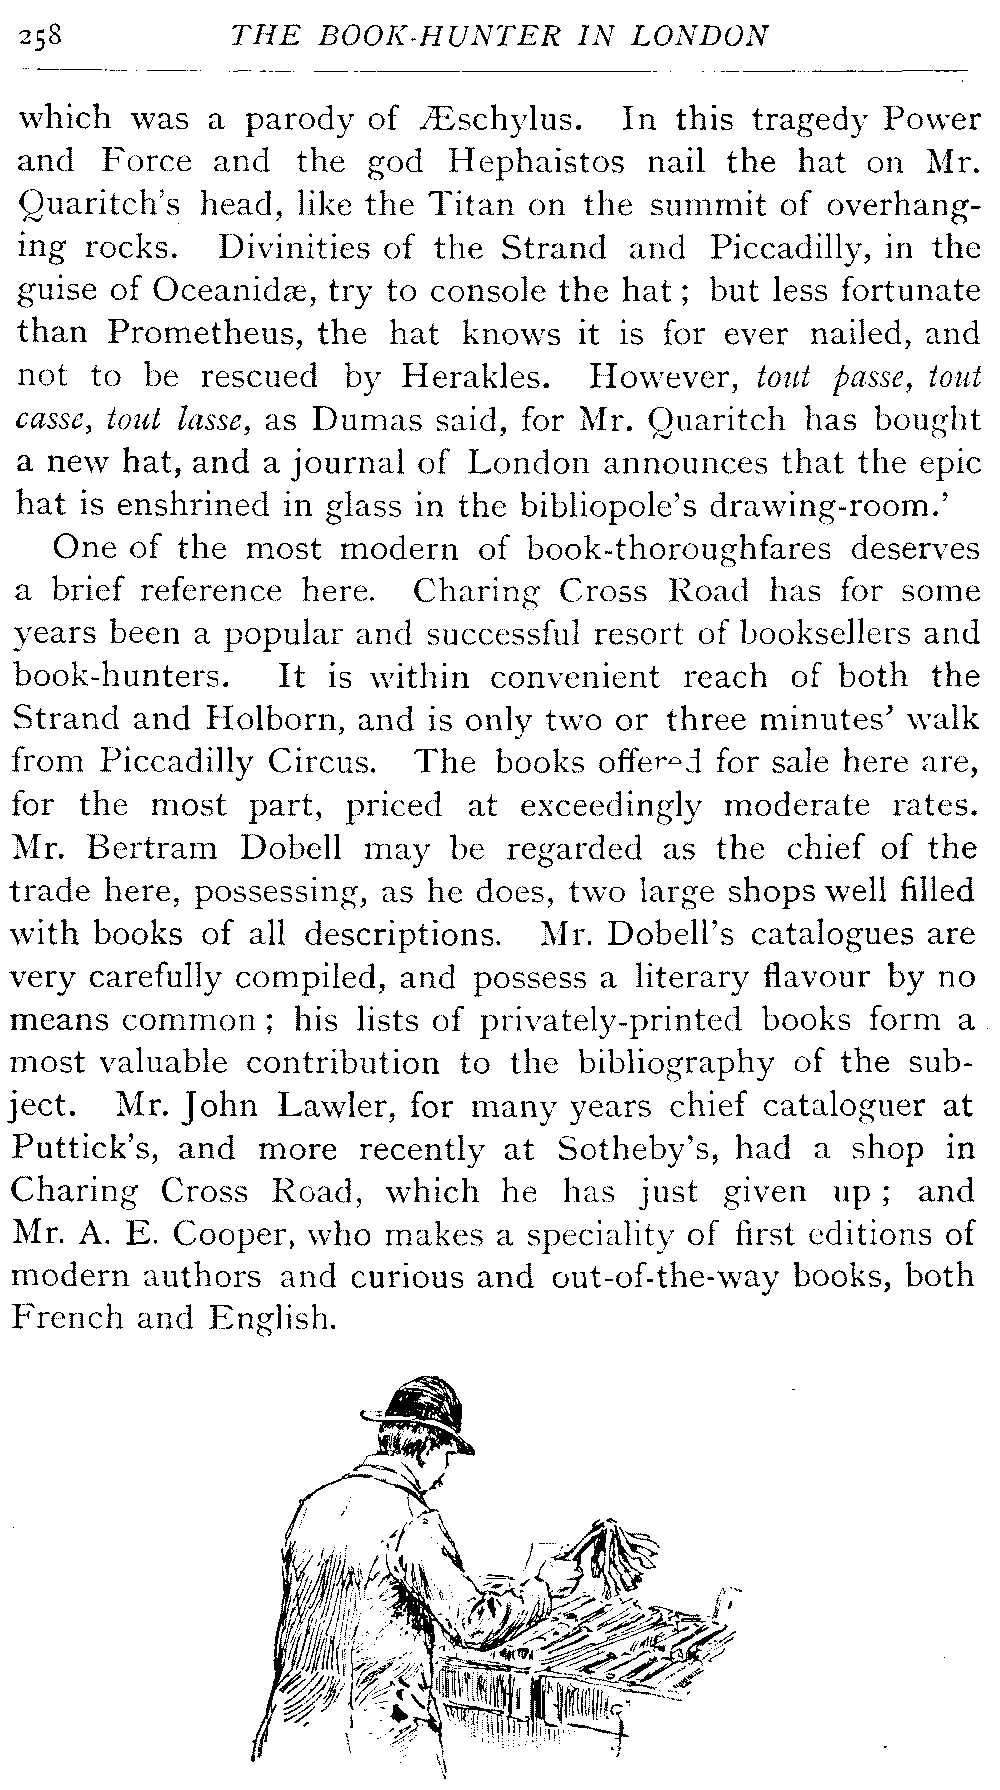 258 THE BOOK-HUNTER IN LONDON
which was a parody of Æschylus. In this tragedy Power
and Force and the god Hephaistos nail the hat on Mr.
Quaritch's head, like the Titan on the summit of overhang-
ing rocks. Divinities of the Strand and Piccadilly, in the
guise of Oceanidæ, try to console the hat ; but less fortunate
than Prometheus, the hat knows it is for ever nailed, and
not to be rescued by Herakles. However, tout passe, tout
casse, tout lasse, as Dumas said, for Mr. Quaritch has bought
a new hat, and a journal of London announces that the epic
hat is enshrined in glass in the bibliopole's drawing-room.'
One of the most modern of book-thoroughfares deserves
a brief reference here. Charing Cross Road has for some
years been a popular and successful resort of booksellers and
book-hunters. It is within convenient reach of both the
Strand and Holborn, and is only two or three minutes' walk
from Piccadilly Circus. The books offered for sale here are,
for the most part, priced at exceedingly moderate rates.
Mr. Bertram Dobell may be regarded as the chief of the
trade here, possessing, as he does, two large shops well filled
with books of all descriptions. Mr. Dobell's catalogues are
very carefully compiled, and possess a literary flavour by no
means common ; his lists of privately-printed books form a
most valuable contribution to the bibliography of the sub-
ject. Mr. John Lawler, for many years chief cataloguer at
Puttick's, and more recently at Sotheby's, had a shop in
Charing Cross Road, which he has just given up ; and
Mr. A. E. Cooper, who makes a speciality of first editions of
modern authors and curious and out-of-the-way books, both
French and English.